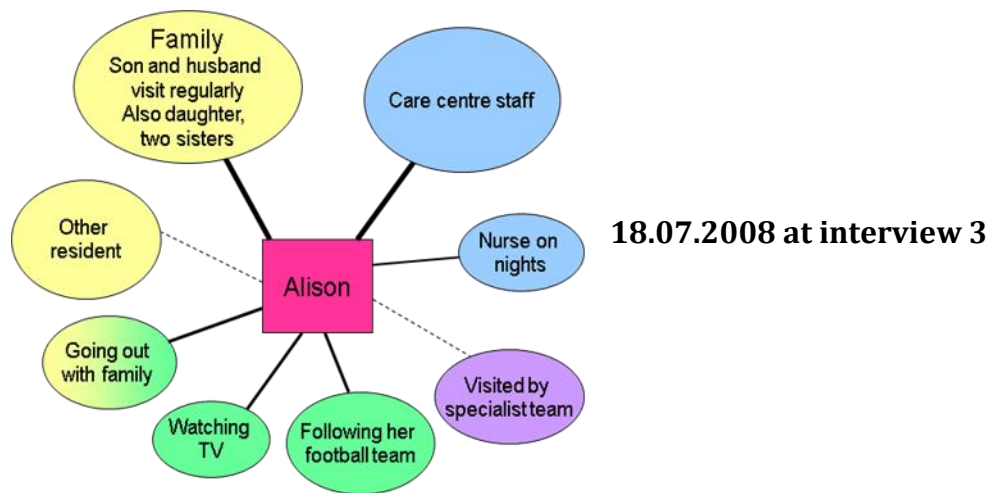 Family
Son and husband
visit regularly
Also daughter,
two sisters
Care centre staff
Other
resident
Nurse on
nights
18.07.2008 at interview 3
Alison
Going out
with family
Visited by
specialist team
Watching
TV
Following her
football team